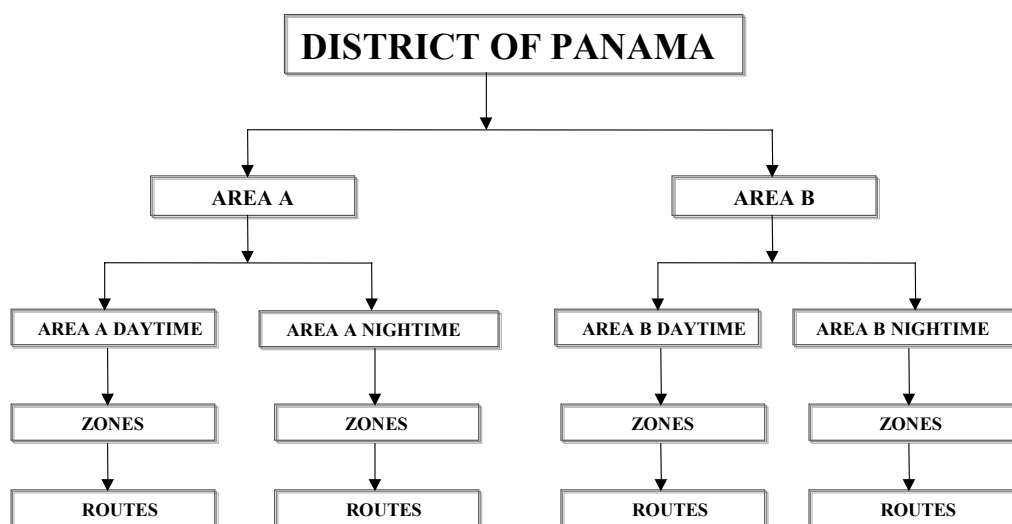 DISTRICT OF PANAMA
AREA A
AREA B
AREA A DAYTIME
AREA A NIGHTIME
AREA B DAYTIME
AREA B NIGHTIME
ZONES
ZONES
ZONES
ZONES
ROUTES
ROUTES
ROUTES
ROUTES